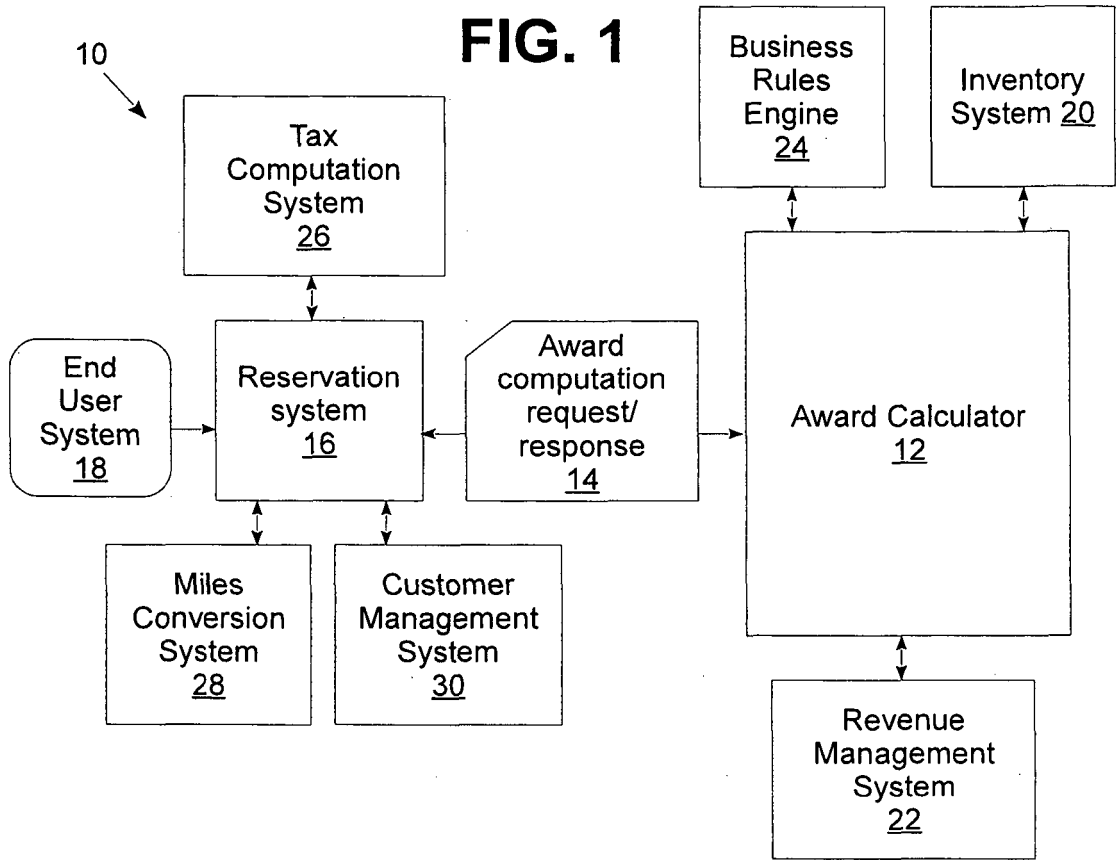 FIG. 1
10
Tax
Computation
System
26
Business
Rules
Engine
24
Inventory
System 20
End
User
System
18
Reservation
system
16
Award
computation
request/
response
14
Award Calculator
12
Miles
Conversion
System
28
Customer
Management
System
30
Revenue
Management
System
22